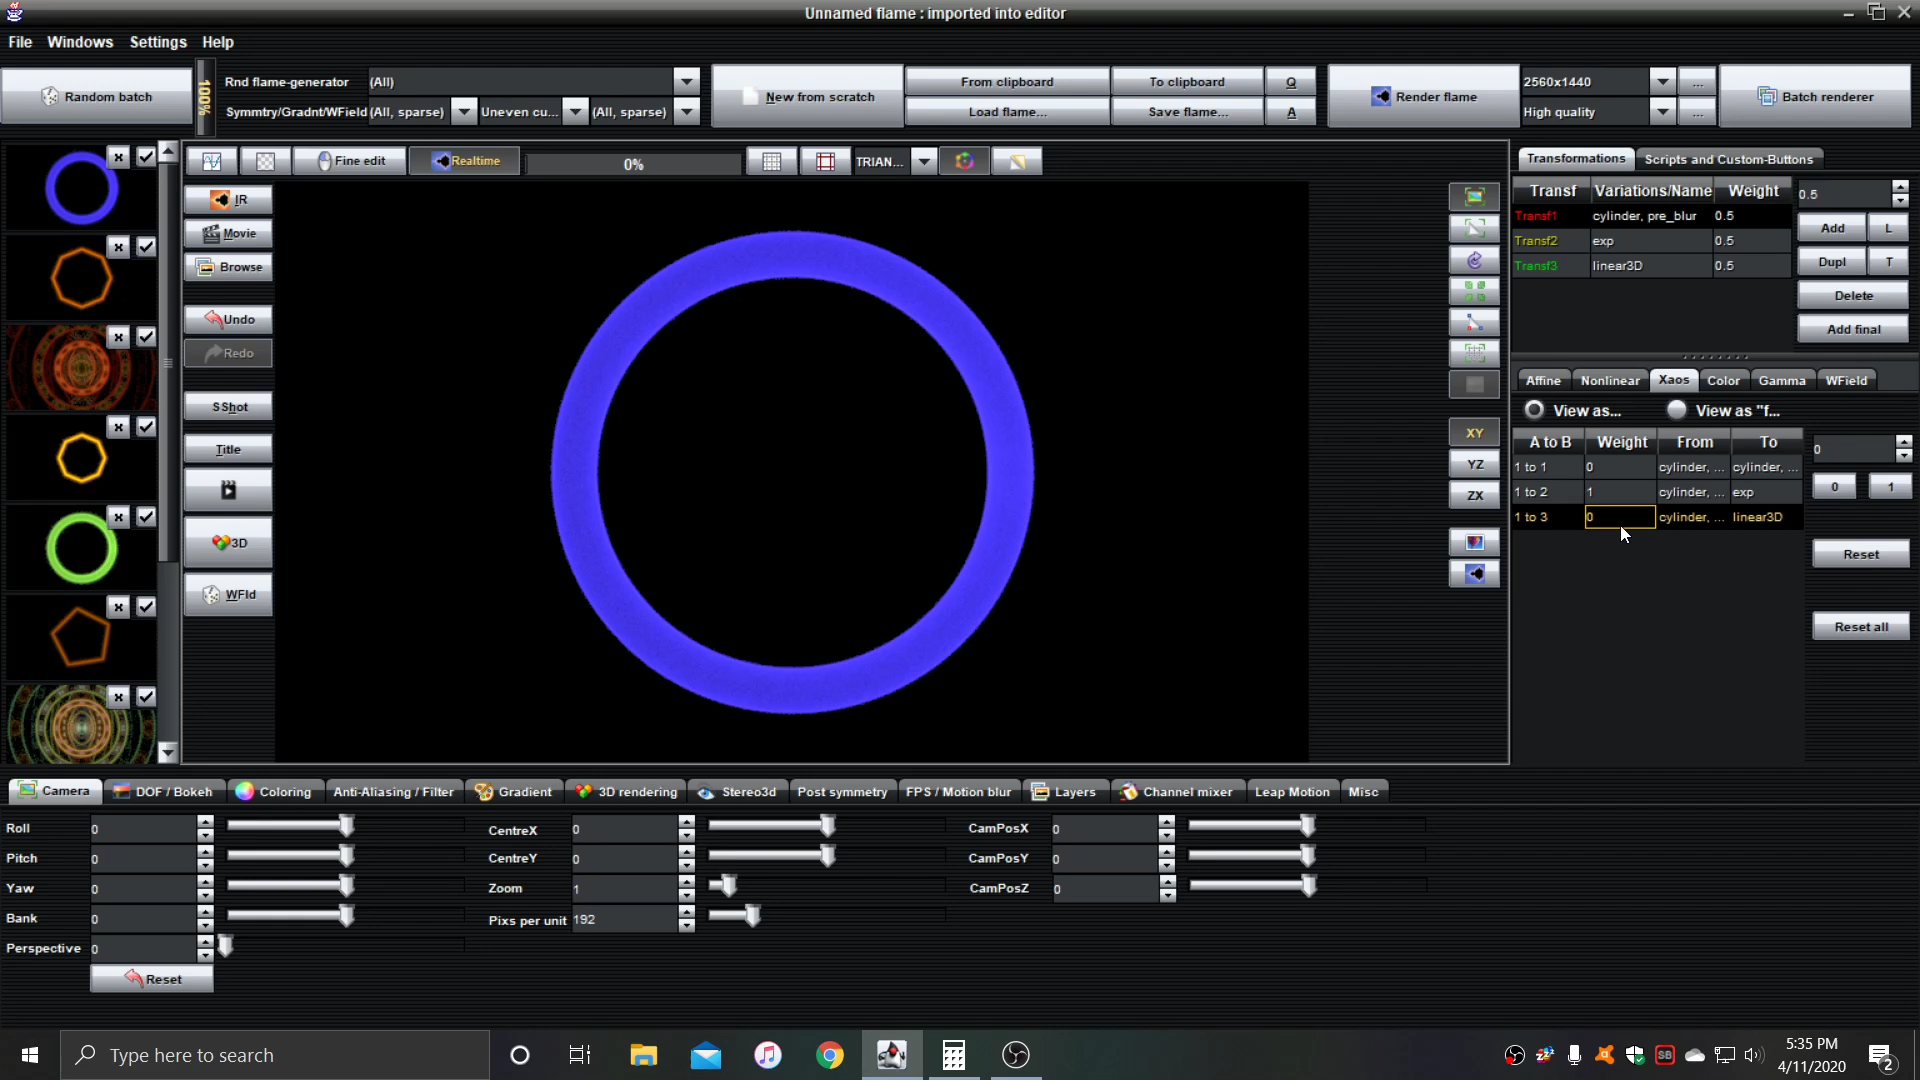 Unnamed flame : imported into editor
File Windows Settings Help
Random batch
100%
Rnd flame-generator (All)
Symmtry/Gradnt/WField (All, sparse) Uneven cu... (All, sparse)
New from scratch
From clipboard To clipboard Q
Load flame... Save flame... A
Render flame
2560x1440 ...
High quality ...
Batch renderer
Fine edit Realtime 0% TRIAN...
IR
Movie
Browse
Undo
Redo
SShot
Title
3D
WFld
XY
YZ
ZX
Transformations Scripts and Custom-Buttons
Transf Variations/Name Weight 0.5
Transf1 cylinder, pre_blur 0.5
Transf2 exp 0.5
Transf3 linear3D 0.5
Add L
Dupl T
Delete
Add final
Affine Nonlinear Xaos Color Gamma WField
View as... View as "f...
A to B Weight From To 0
1 to 1 0 cylinder, ... cylinder, ...
1 to 2 1 cylinder, ... exp
1 to 3 0 cylinder, ... linear3D
0 1
Reset
Reset all
Camera DOF / Bokeh Coloring Anti-Aliasing / Filter Gradient 3D rendering Stereo3d Post symmetry FPS / Motion blur Layers Channel mixer Leap Motion Misc
Roll 0 CentreX 0 CamPosX 0
Pitch 0 CentreY 0 CamPosY 0
Yaw 0 Zoom 1 CamPosZ 0
Bank 0 Pixs per unit 192
Perspective 0
Reset
Type here to search
SB
5:35 PM
4/11/2020
2